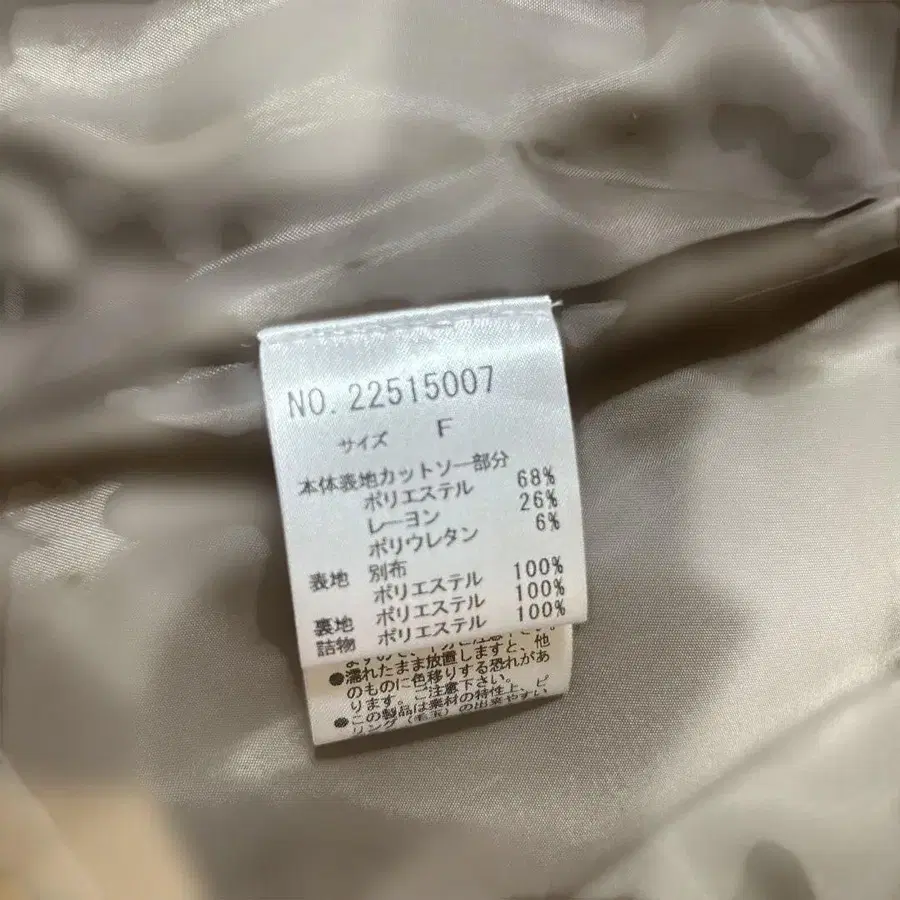 NO. 22515007
サイズ F
本体表地カットソー部分
ポリエステル 68%
レーヨン 26%
ポリウレタン 6%
表地 別布
ポリエステル 100%
裏地 ポリエステル 100%
詰物 ポリエステル 100%
●濡れたまま放置しますと、他
のものに色移りする恐れがあ
ります。ご注意下さい。
●この製品は素材の特性上、ピ
リング(毛玉)の出来やすい